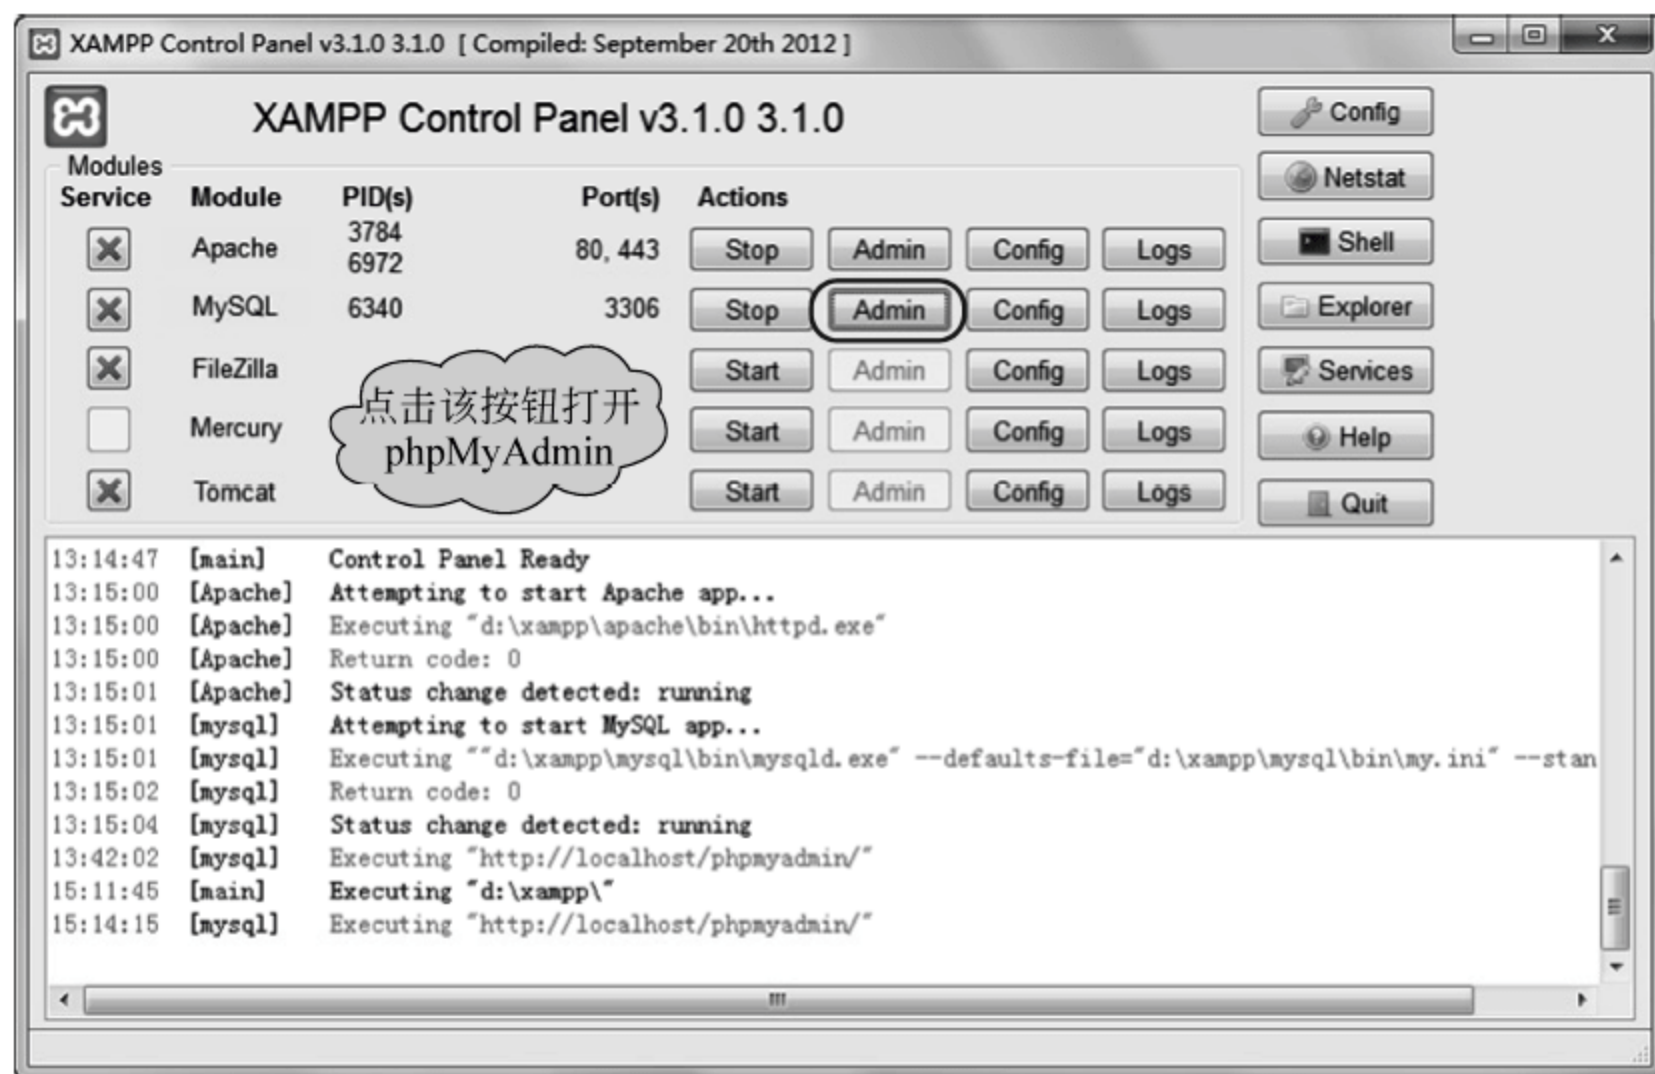 XAMPP Control Panel v3.1.0 3.1.0 [ Compiled: September 20th 2012 ]
XAMPP Control Panel v3.1.0 3.1.0
Config
Modules
Netstat
Service Module PID(s) Port(s) Actions
Apache 3784 6972 80, 443 Stop Admin Config Logs
Shell
MySQL 6340 3306 Stop Admin Config Logs
Explorer
FileZilla Start Admin Config Logs
Services
点击该按钮打开
phpMyAdmin
Mercury Start Admin Config Logs
Help
Tomcat Start Admin Config Logs
Quit
13:14:47 [main] Control Panel Ready
13:15:00 [Apache] Attempting to start Apache app...
13:15:00 [Apache] Executing "d:\xampp\apache\bin\httpd.exe"
13:15:00 [Apache] Return code: 0
13:15:01 [Apache] Status change detected: running
13:15:01 [mysql] Attempting to start MySQL app...
13:15:01 [mysql] Executing ""d:\xampp\mysql\bin\mysqld.exe" --defaults-file="d:\xampp\mysql\bin\my.ini" --stan
13:15:02 [mysql] Return code: 0
13:15:04 [mysql] Status change detected: running
13:42:02 [mysql] Executing "http://localhost/phpmyadmin/"
15:11:45 [main] Executing "d:\xampp\"
15:14:15 [mysql] Executing "http://localhost/phpmyadmin/"